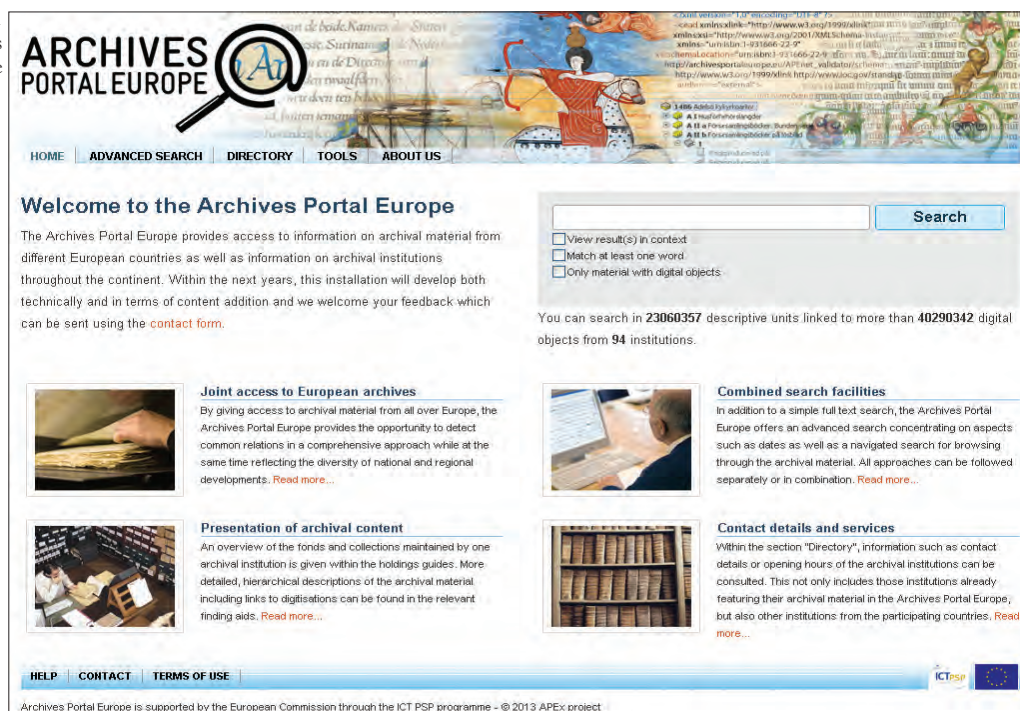 ARCHIVES
PORTAL EUROPE
HOME
ADVANCED SEARCH
DIRECTORY
TOOLS
ABOUT US
Welcome to the Archives Portal Europe
The Archives Portal Europe provides access to information on archival material from
different European countries as well as information on archival institutions
throughout the continent. Within the next years, this installation will develop both
technically and in terms of content addition and we welcome your feedback which
can be sent using the contact form.
Search
View result(s) in context
Match at least one word
Only material with digital objects
You can search in 23060357 descriptive units linked to more than 40290342 digital
objects from 94 institutions.
Joint access to European archives
By giving access to archival material from all over Europe, the
Archives Portal Europe provides the opportunity to detect
common relations in a comprehensive approach while at the
same time reflecting the diversity of national and regional
developments. Read more...
Combined search facilities
In addition to a simple full text search, the Archives Portal
Europe offers an advanced search concentrating on aspects
such as dates as well as a navigated search for browsing
through the archival material. All approaches can be followed
separately or in combination. Read more...
Presentation of archival content
An overview of the fonds and collections maintained by one
archival institution is given within the holdings guides. More
detailed, hierarchical descriptions of the archival material
including links to digitisations can be found in the relevant
finding aids. Read more...
Contact details and services
Within the section "Directory", information such as contact
details or opening hours of the archival institutions can be
consulted. This not only includes those institutions already
featuring their archival material in the Archives Portal Europe,
but also other institutions from the participating countries. Read
more...
HELP
CONTACT
TERMS OF USE
ICT PSP
Archives Portal Europe is supported by the European Commission through the ICT PSP programme - © 2013 APEx project